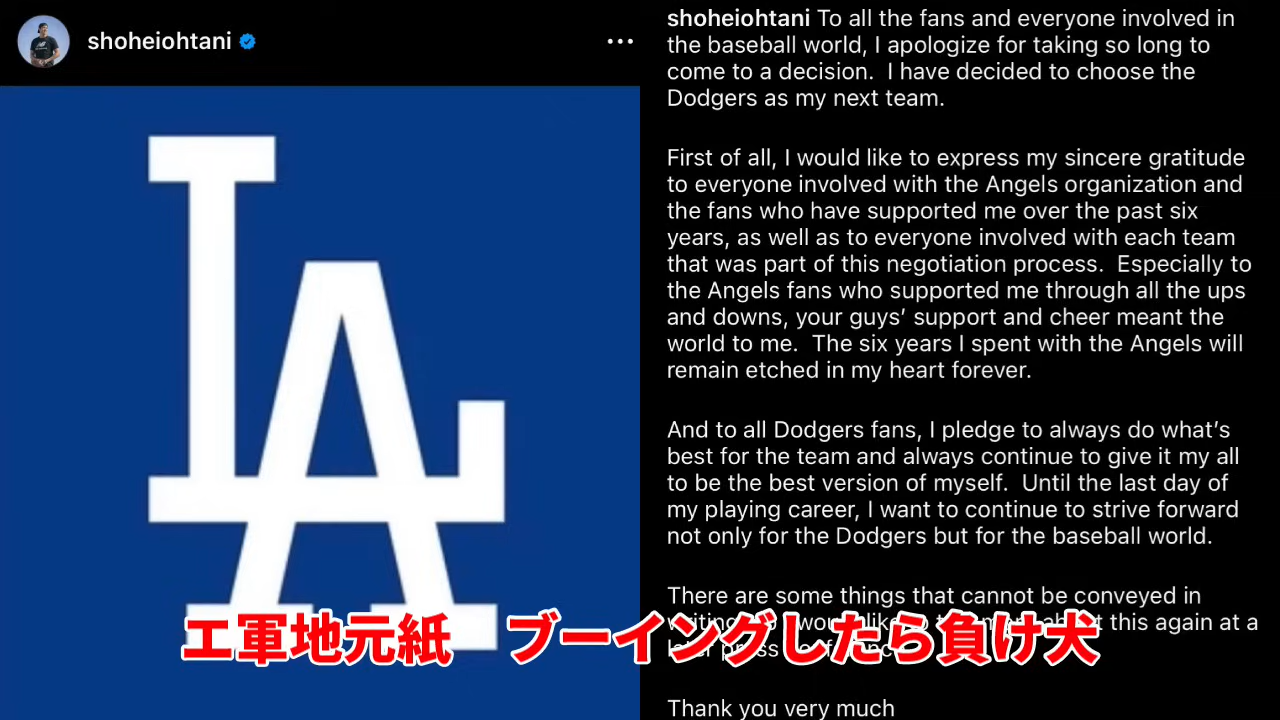 shoheiohtani
LA
shoheiohtani To all the fans and everyone involved in
the baseball world, I apologize for taking so long to
come to a decision.  I have decided to choose the
Dodgers as my next team.
First of all, I would like to express my sincere gratitude
to everyone involved with the Angels organization and
the fans who have supported me over the past six
years, as well as to everyone involved with each team
that was part of this negotiation process.  Especially to
the Angels fans who supported me through all the ups
and downs, your guys’ support and cheer meant the
world to me.  The six years I spent with the Angels will
remain etched in my heart forever.
And to all Dodgers fans, I pledge to always do what’s
best for the team and always continue to give it my all
to be the best version of myself.  Until the last day of
my playing career, I want to continue to strive forward
not only for the Dodgers but for the baseball world.
There are some things that cannot be conveyed in
this again at a
エ軍地元紙　ブーイングしたら負け犬
Thank you very much